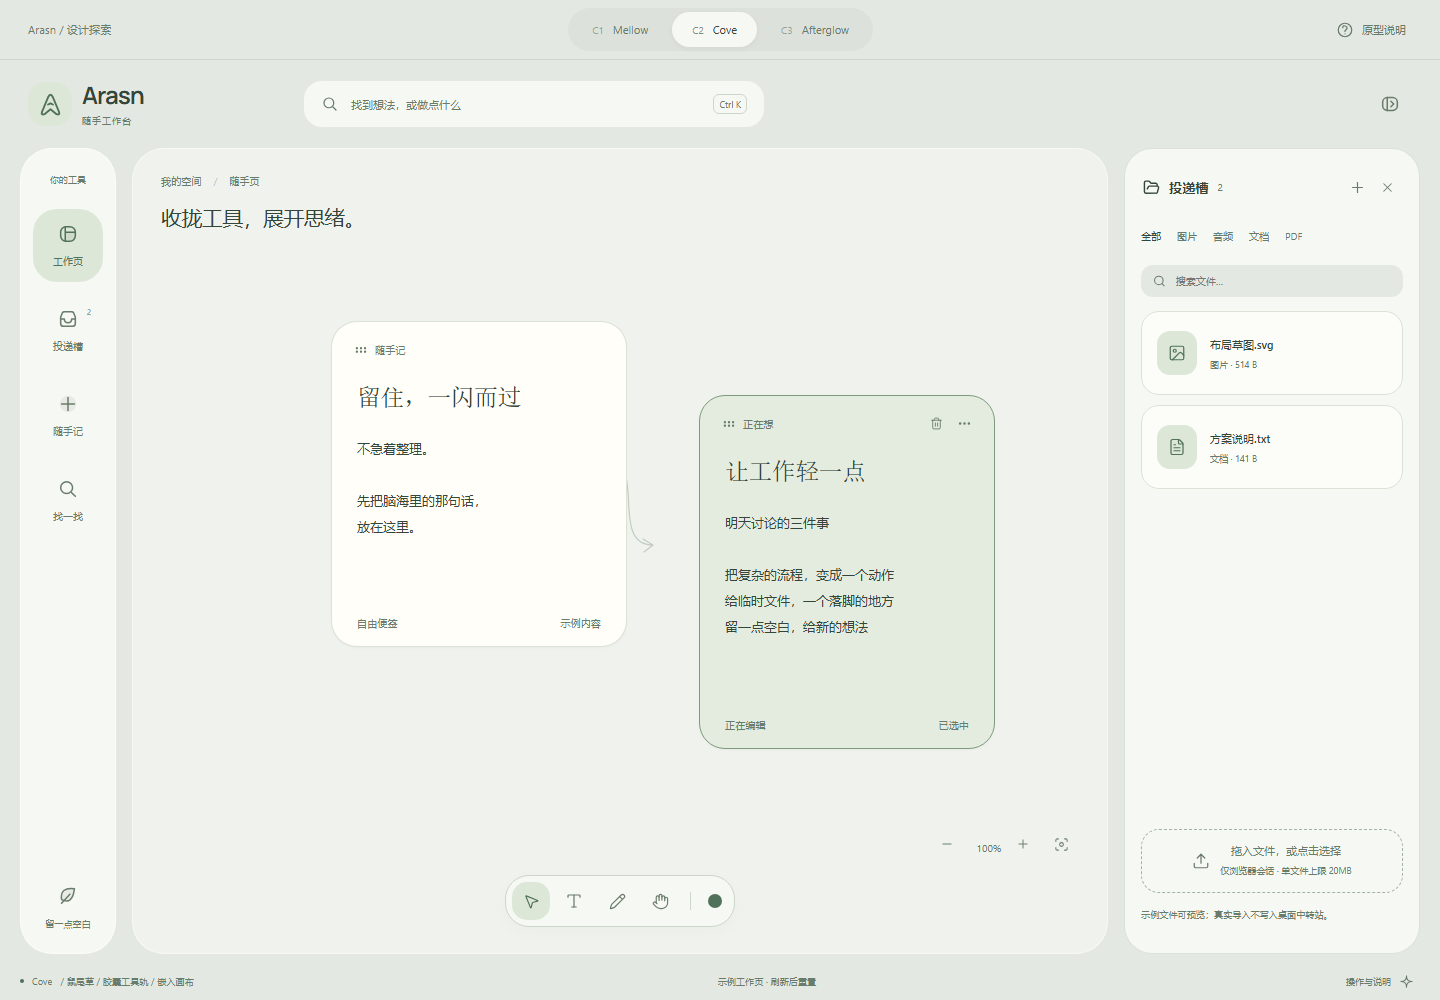 Arasn / 设计探索
C1 Mellow
C2 Cove
C3 Afterglow
原型说明
Arasn
随手工作台
找到想法，或做点什么
Ctrl K
你的工具
工作页
投递槽
2
随手记
找一找
留一点空白
我的空间 / 随手页
收拢工具，展开思绪。
随手记
留住，一闪而过
不急着整理。
先把脑海里的那句话，
放在这里。
自由便签
示例内容
正在想
让工作轻一点
明天讨论的三件事
把复杂的流程，变成一个动作
给临时文件，一个落脚的地方
留一点空白，给新的想法
正在编辑
已选中
100%
投递槽 2
全部 图片 音频 文档 PDF
搜索文件...
布局草图.svg
图片 · 514 B
方案说明.txt
文档 · 141 B
拖入文件，或点击选择
仅浏览器会话 · 单文件上限 20MB
示例文件可预览；真实导入不写入桌面中转站。
Cove / 鼠尾草 / 胶囊工具轨 / 嵌入画布
示例工作页 · 刷新后重置
操作与说明